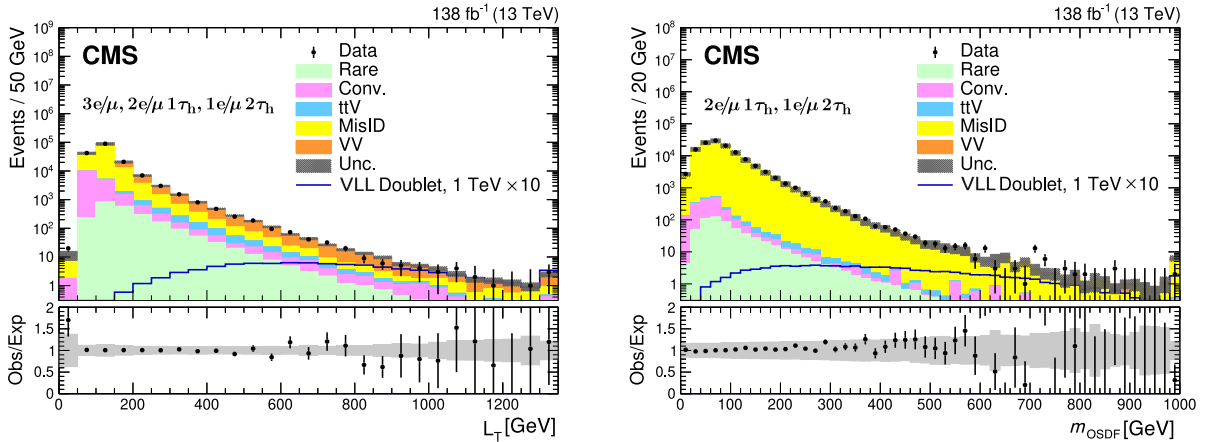 138 fb⁻¹ (13 TeV)
Events / 50 GeV
10⁹
10⁸
10⁷
10⁶
10⁵
10⁴
10³
10²
10
1
CMS
3e/μ, 2e/μ 1τh, 1e/μ 2τh
Data
Rare
Conv.
ttV
MisID
VV
Unc.
VLL Doublet, 1 TeV ×10
Obs/Exp
2
1.5
1
0.5
0
0 200 400 600 800 1000 1200
L_T [GeV]
138 fb⁻¹ (13 TeV)
Events / 20 GeV
10⁹
10⁸
10⁷
10⁶
10⁵
10⁴
10³
10²
10
1
CMS
2e/μ 1τh, 1e/μ 2τh
Data
Rare
Conv.
ttV
MisID
VV
Unc.
VLL Doublet, 1 TeV ×10
Obs/Exp
2
1.5
1
0.5
0
0 100 200 300 400 500 600 700 800 900 1000
m_OSDF [GeV]